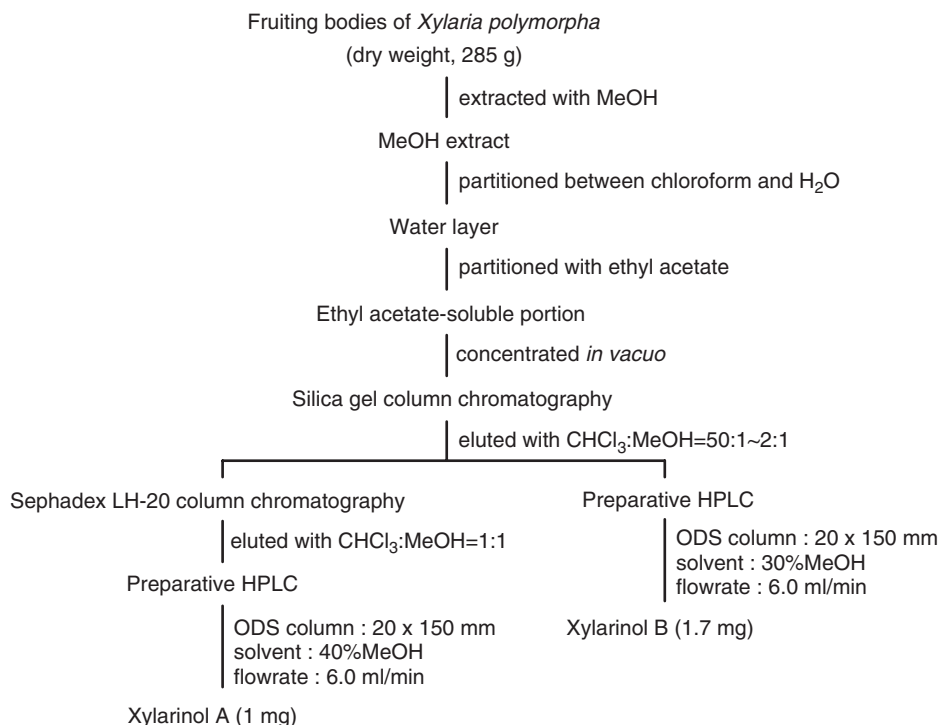 Fruiting bodies of Xylaria polymorpha
(dry weight, 285 g)
extracted with MeOH
MeOH extract
partitioned between chloroform and H₂O
Water layer
partitioned with ethyl acetate
Ethyl acetate-soluble portion
concentrated in vacuo
Silica gel column chromatography
eluted with CHCl₃:MeOH=50:1~2:1
Sephadex LH-20 column chromatography
eluted with CHCl₃:MeOH=1:1
Preparative HPLC
ODS column : 20 x 150 mm
solvent : 40%MeOH
flowrate : 6.0 ml/min
Xylarinol A (1 mg)
Preparative HPLC
ODS column : 20 x 150 mm
solvent : 30%MeOH
flowrate : 6.0 ml/min
Xylarinol B (1.7 mg)